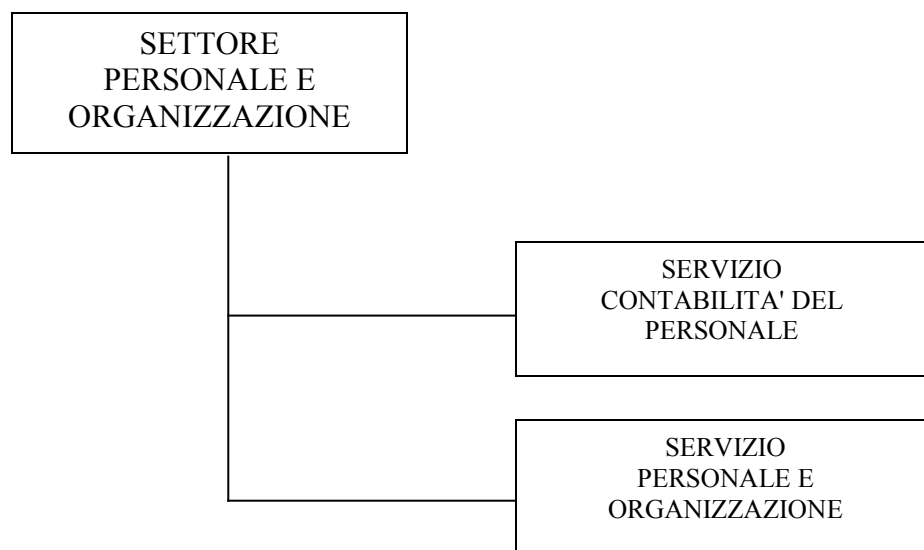 SETTORE
PERSONALE E
ORGANIZZAZIONE
SERVIZIO
CONTABILITA' DEL
PERSONALE
SERVIZIO
PERSONALE E
ORGANIZZAZIONE